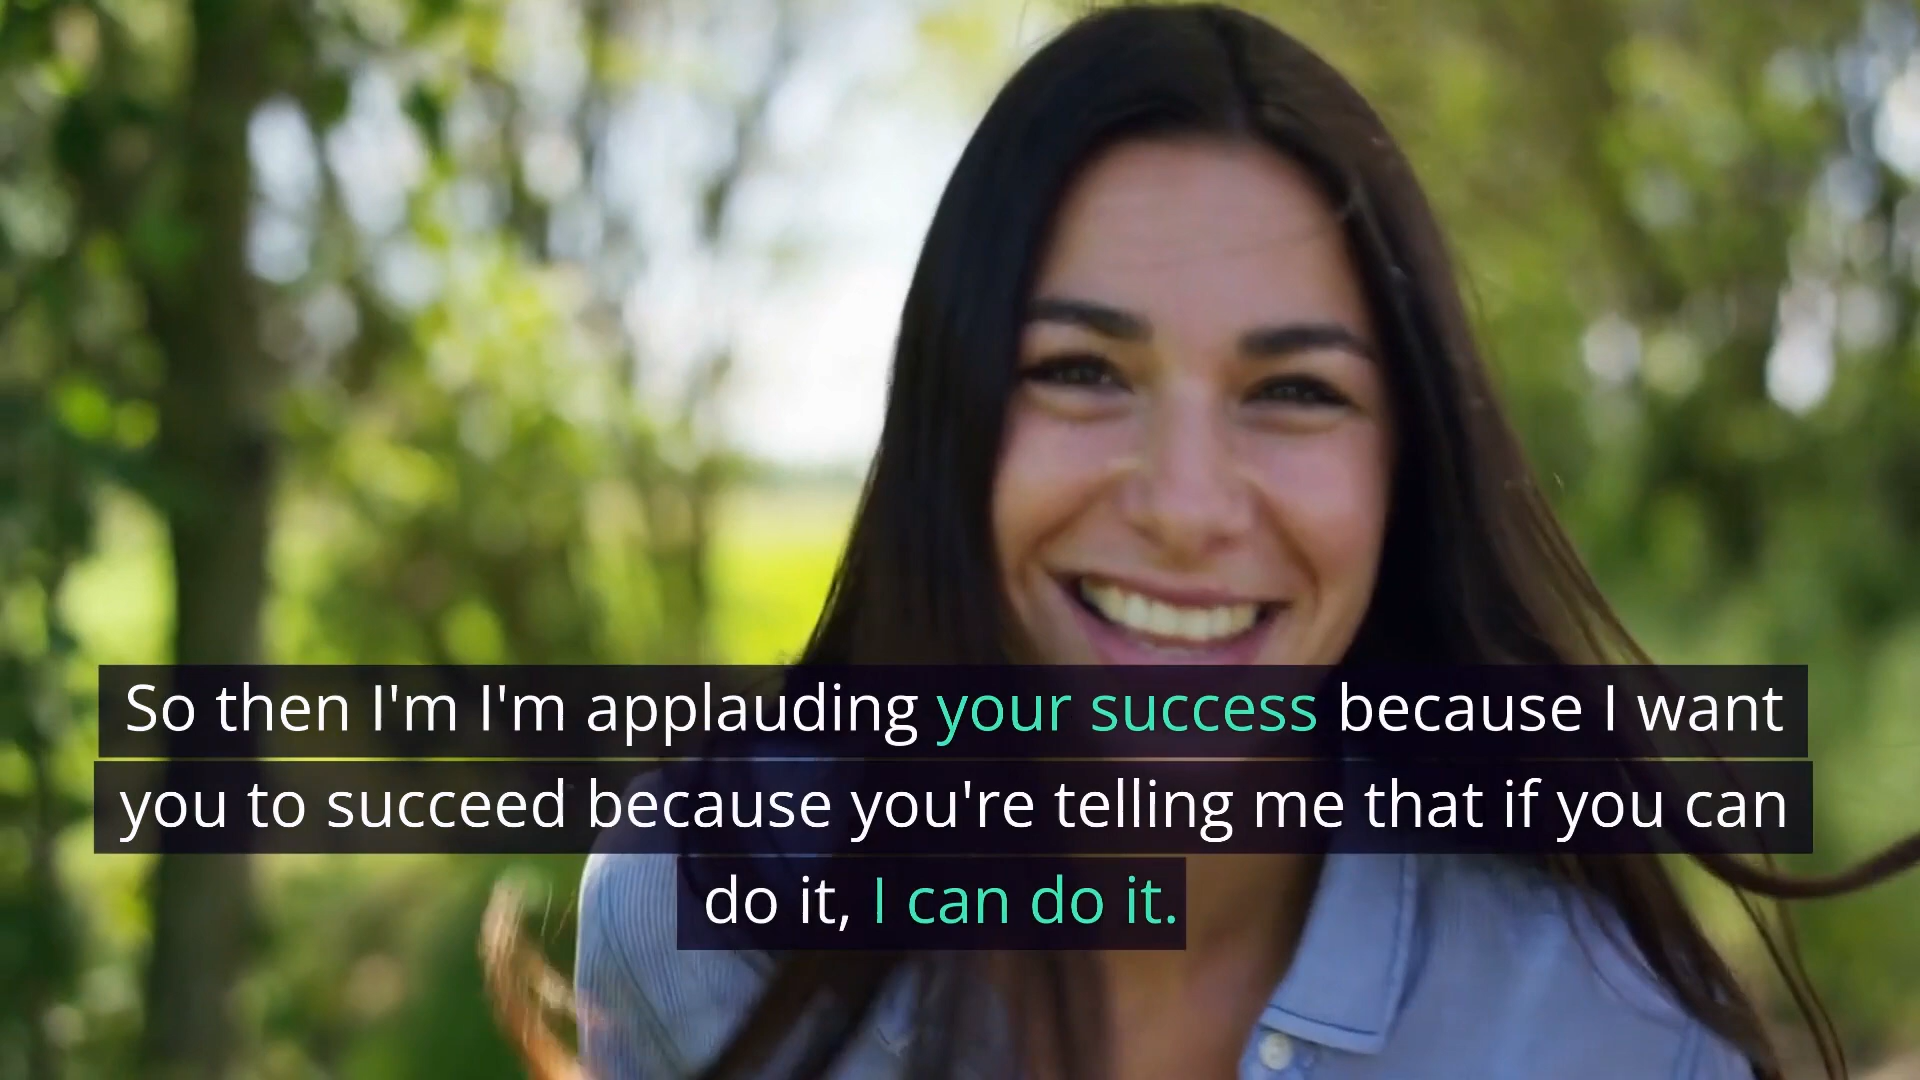 So then I'm I'm applauding your success because I want
you to succeed because you're telling me that if you can
do it, I can do it.